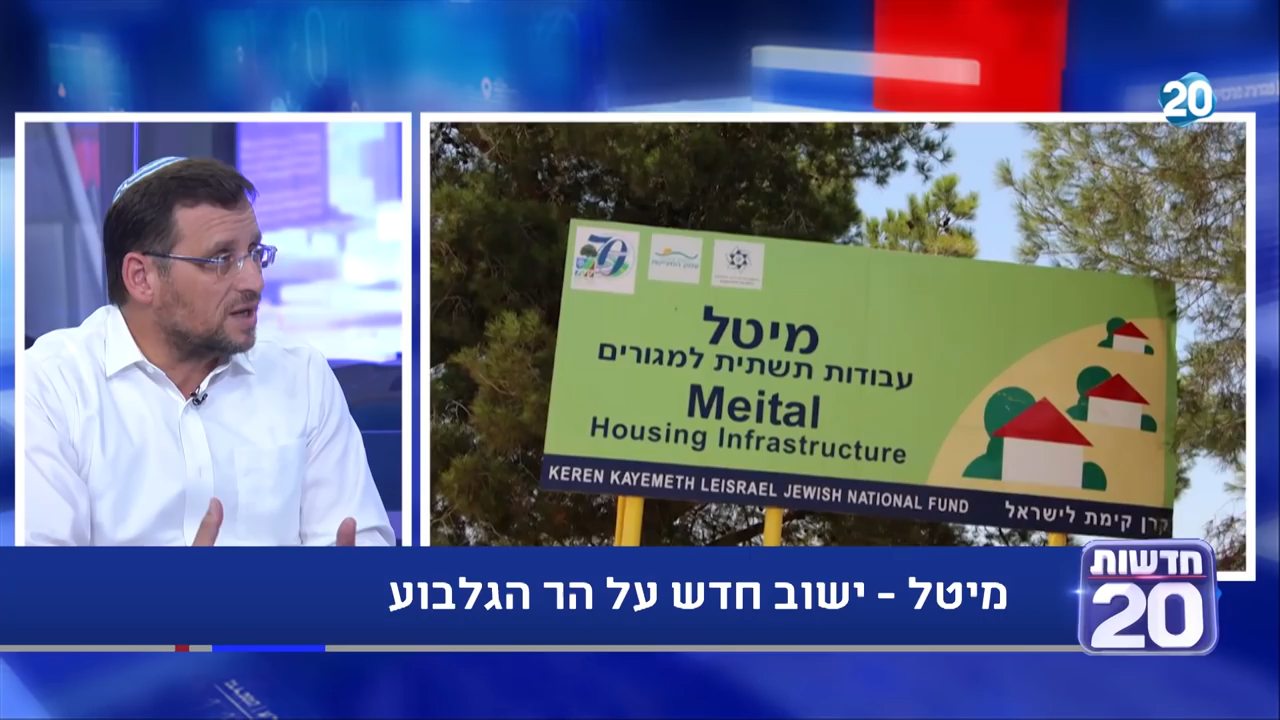 20
70
מיטל
עבודות תשתית למגורים
Meital
Housing Infrastructure
KEREN KAYEMETH LEISRAEL JEWISH NATIONAL FUND קרן קימת לישראל
מיטל - ישוב חדש על הר הגלבוע
חדשות
20